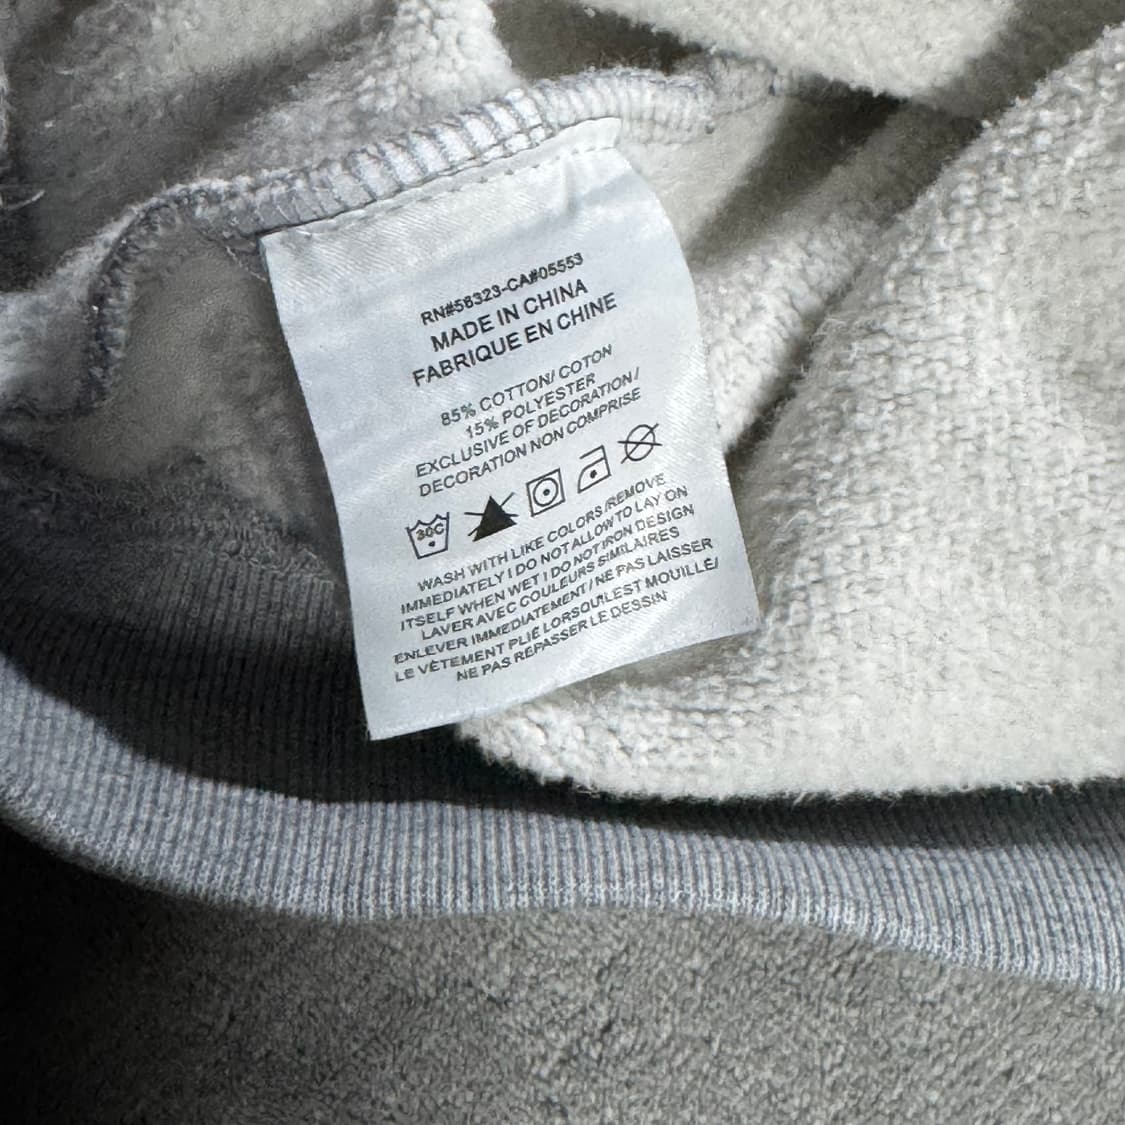 RN#58323-CA#05553
MADE IN CHINA
FABRIQUE EN CHINE
85% COTTON/ COTON
15% POLYESTER
EXCLUSIVE OF DECORATION/
DECORATION NON COMPRISE
30C
WASH WITH LIKE COLORS/REMOVE
IMMEDIATELY I DO NOT ALLOW TO LAY ON
ITSELF WHEN WET I DO NOT IRON DESIGN
LAVER AVEC COULEURS SIMILAIRES
ENLEVER IMMEDIATEMENT / NE PAS LAISSER
LE VÊTEMENT PLIÉ LORSQU'IL EST MOUILLÉ/
NE PAS REPASSER LE DESSIN